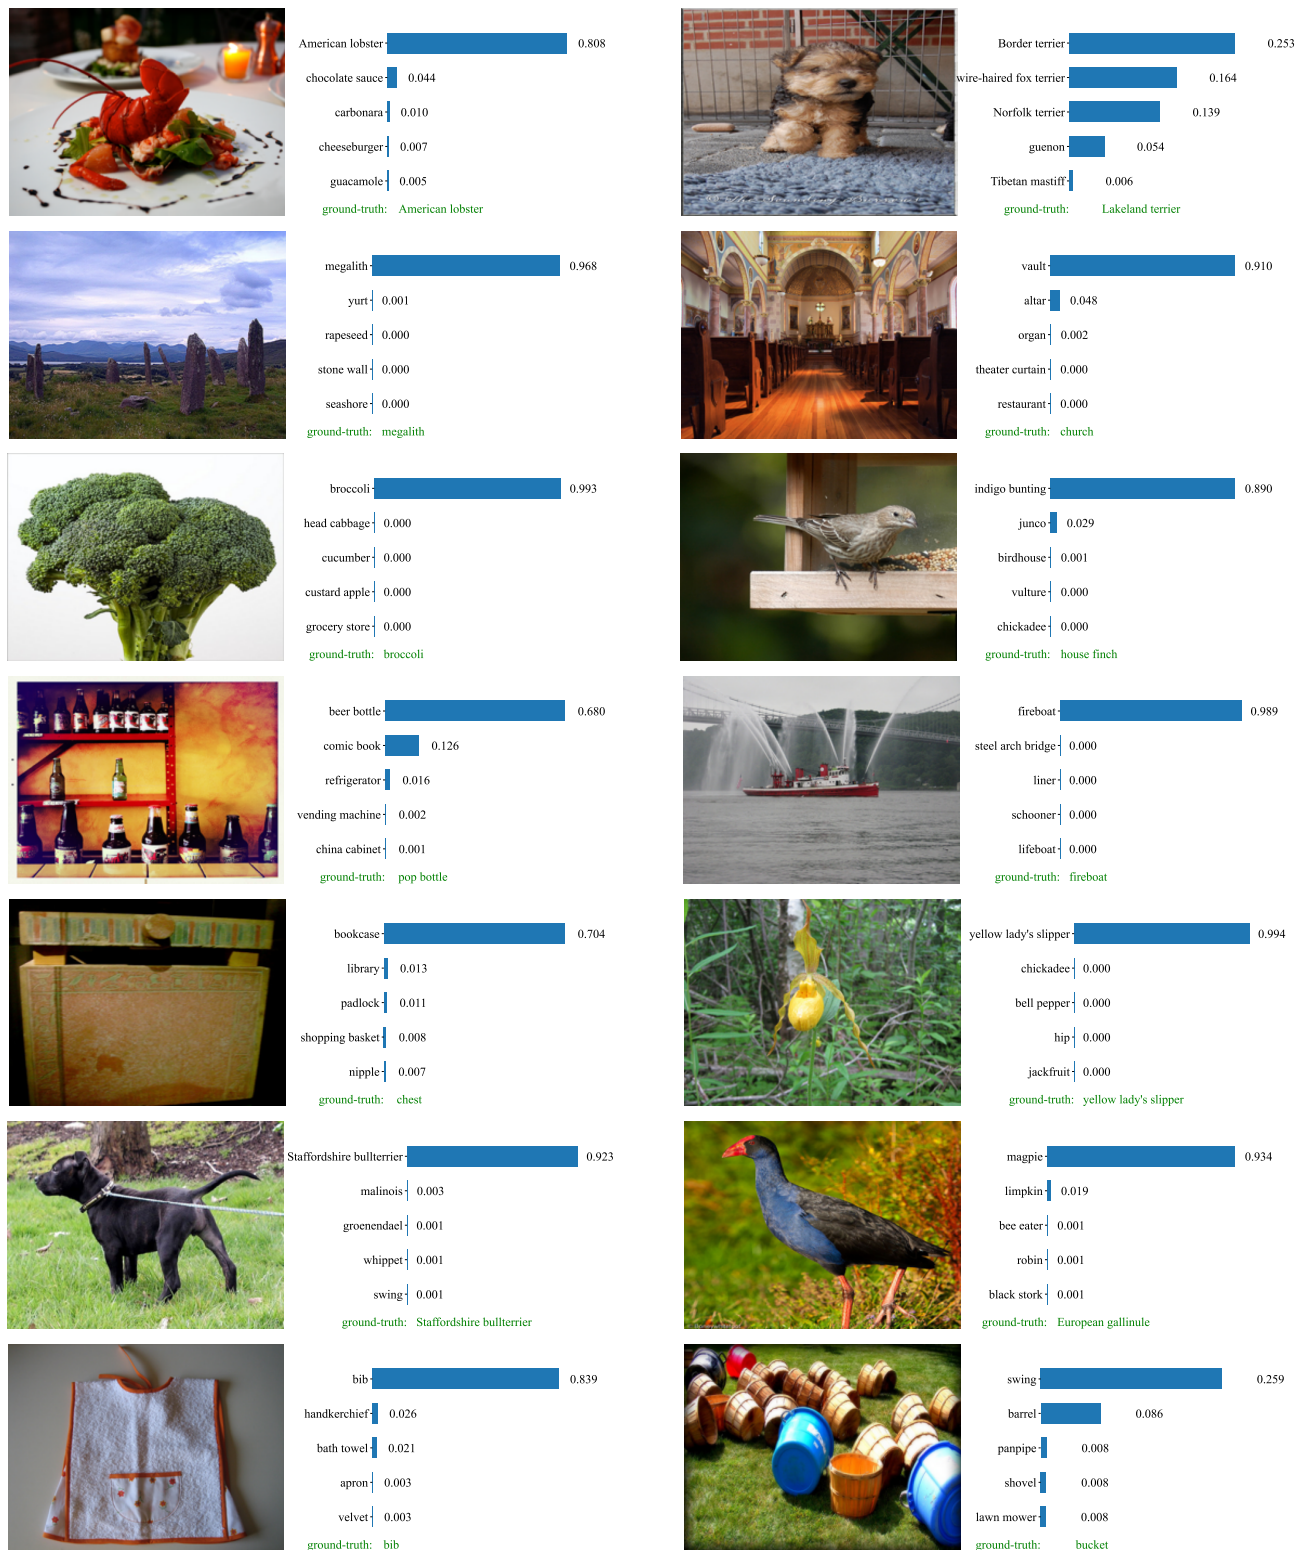 American lobster 0.808
chocolate sauce 0.044
carbonara 0.010
cheeseburger 0.007
guacamole 0.005
ground-truth: American lobster
Border terrier 0.253
wire-haired fox terrier 0.164
Norfolk terrier 0.139
guenon 0.054
Tibetan mastiff 0.006
ground-truth: Lakeland terrier
megalith 0.968
yurt 0.001
rapeseed 0.000
stone wall 0.000
seashore 0.000
ground-truth: megalith
vault 0.910
altar 0.048
organ 0.002
theater curtain 0.000
restaurant 0.000
ground-truth: church
broccoli 0.993
head cabbage 0.000
cucumber 0.000
custard apple 0.000
grocery store 0.000
ground-truth: broccoli
indigo bunting 0.890
junco 0.029
birdhouse 0.001
vulture 0.000
chickadee 0.000
ground-truth: house finch
beer bottle 0.680
comic book 0.126
refrigerator 0.016
vending machine 0.002
china cabinet 0.001
ground-truth: pop bottle
fireboat 0.989
steel arch bridge 0.000
liner 0.000
schooner 0.000
lifeboat 0.000
ground-truth: fireboat
bookcase 0.704
library 0.013
padlock 0.011
shopping basket 0.008
nipple 0.007
ground-truth: chest
yellow lady's slipper 0.994
chickadee 0.000
bell pepper 0.000
hip 0.000
jackfruit 0.000
ground-truth: yellow lady's slipper
Staffordshire bullterrier 0.923
malinois 0.003
groenendael 0.001
whippet 0.001
swing 0.001
ground-truth: Staffordshire bullterrier
magpie 0.934
limpkin 0.019
bee eater 0.001
robin 0.001
black stork 0.001
ground-truth: European gallinule
bib 0.839
handkerchief 0.026
bath towel 0.021
apron 0.003
velvet 0.003
ground-truth: bib
swing 0.259
barrel 0.086
panpipe 0.008
shovel 0.008
lawn mower 0.008
ground-truth: bucket